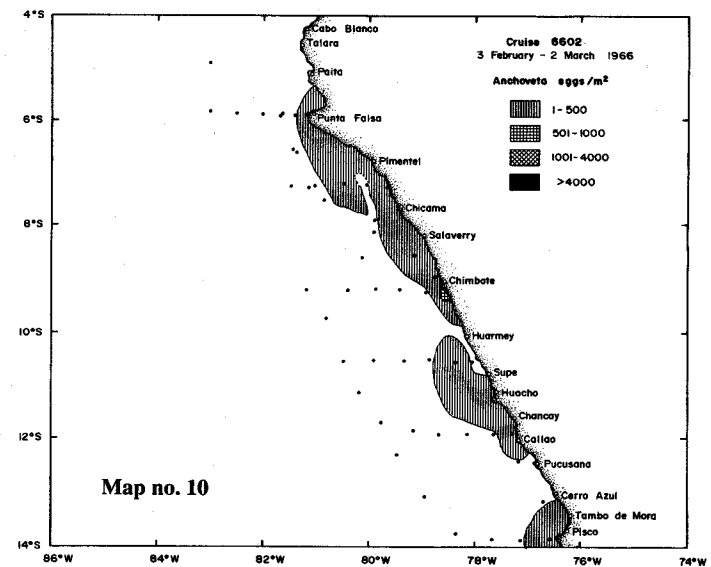 4°S
Cabo Blanco
Talara
Cruise 6602
3 February - 2 March 1966
Paita
Anchoveta eggs/m²
1-500
6°S
Punta Falsa
501-1000
1001-4000
Pimentel
>4000
8°S
Chicama
Salaverry
Chimbote
10°S
Huarmey
Supe
Huacho
Chancay
12°S
Callao
Pucusana
Map no. 10
Cerro Azul
Tambo de Mora
Pisco
14°S
86°W 84°W 82°W 80°W 78°W 76°W 74°W